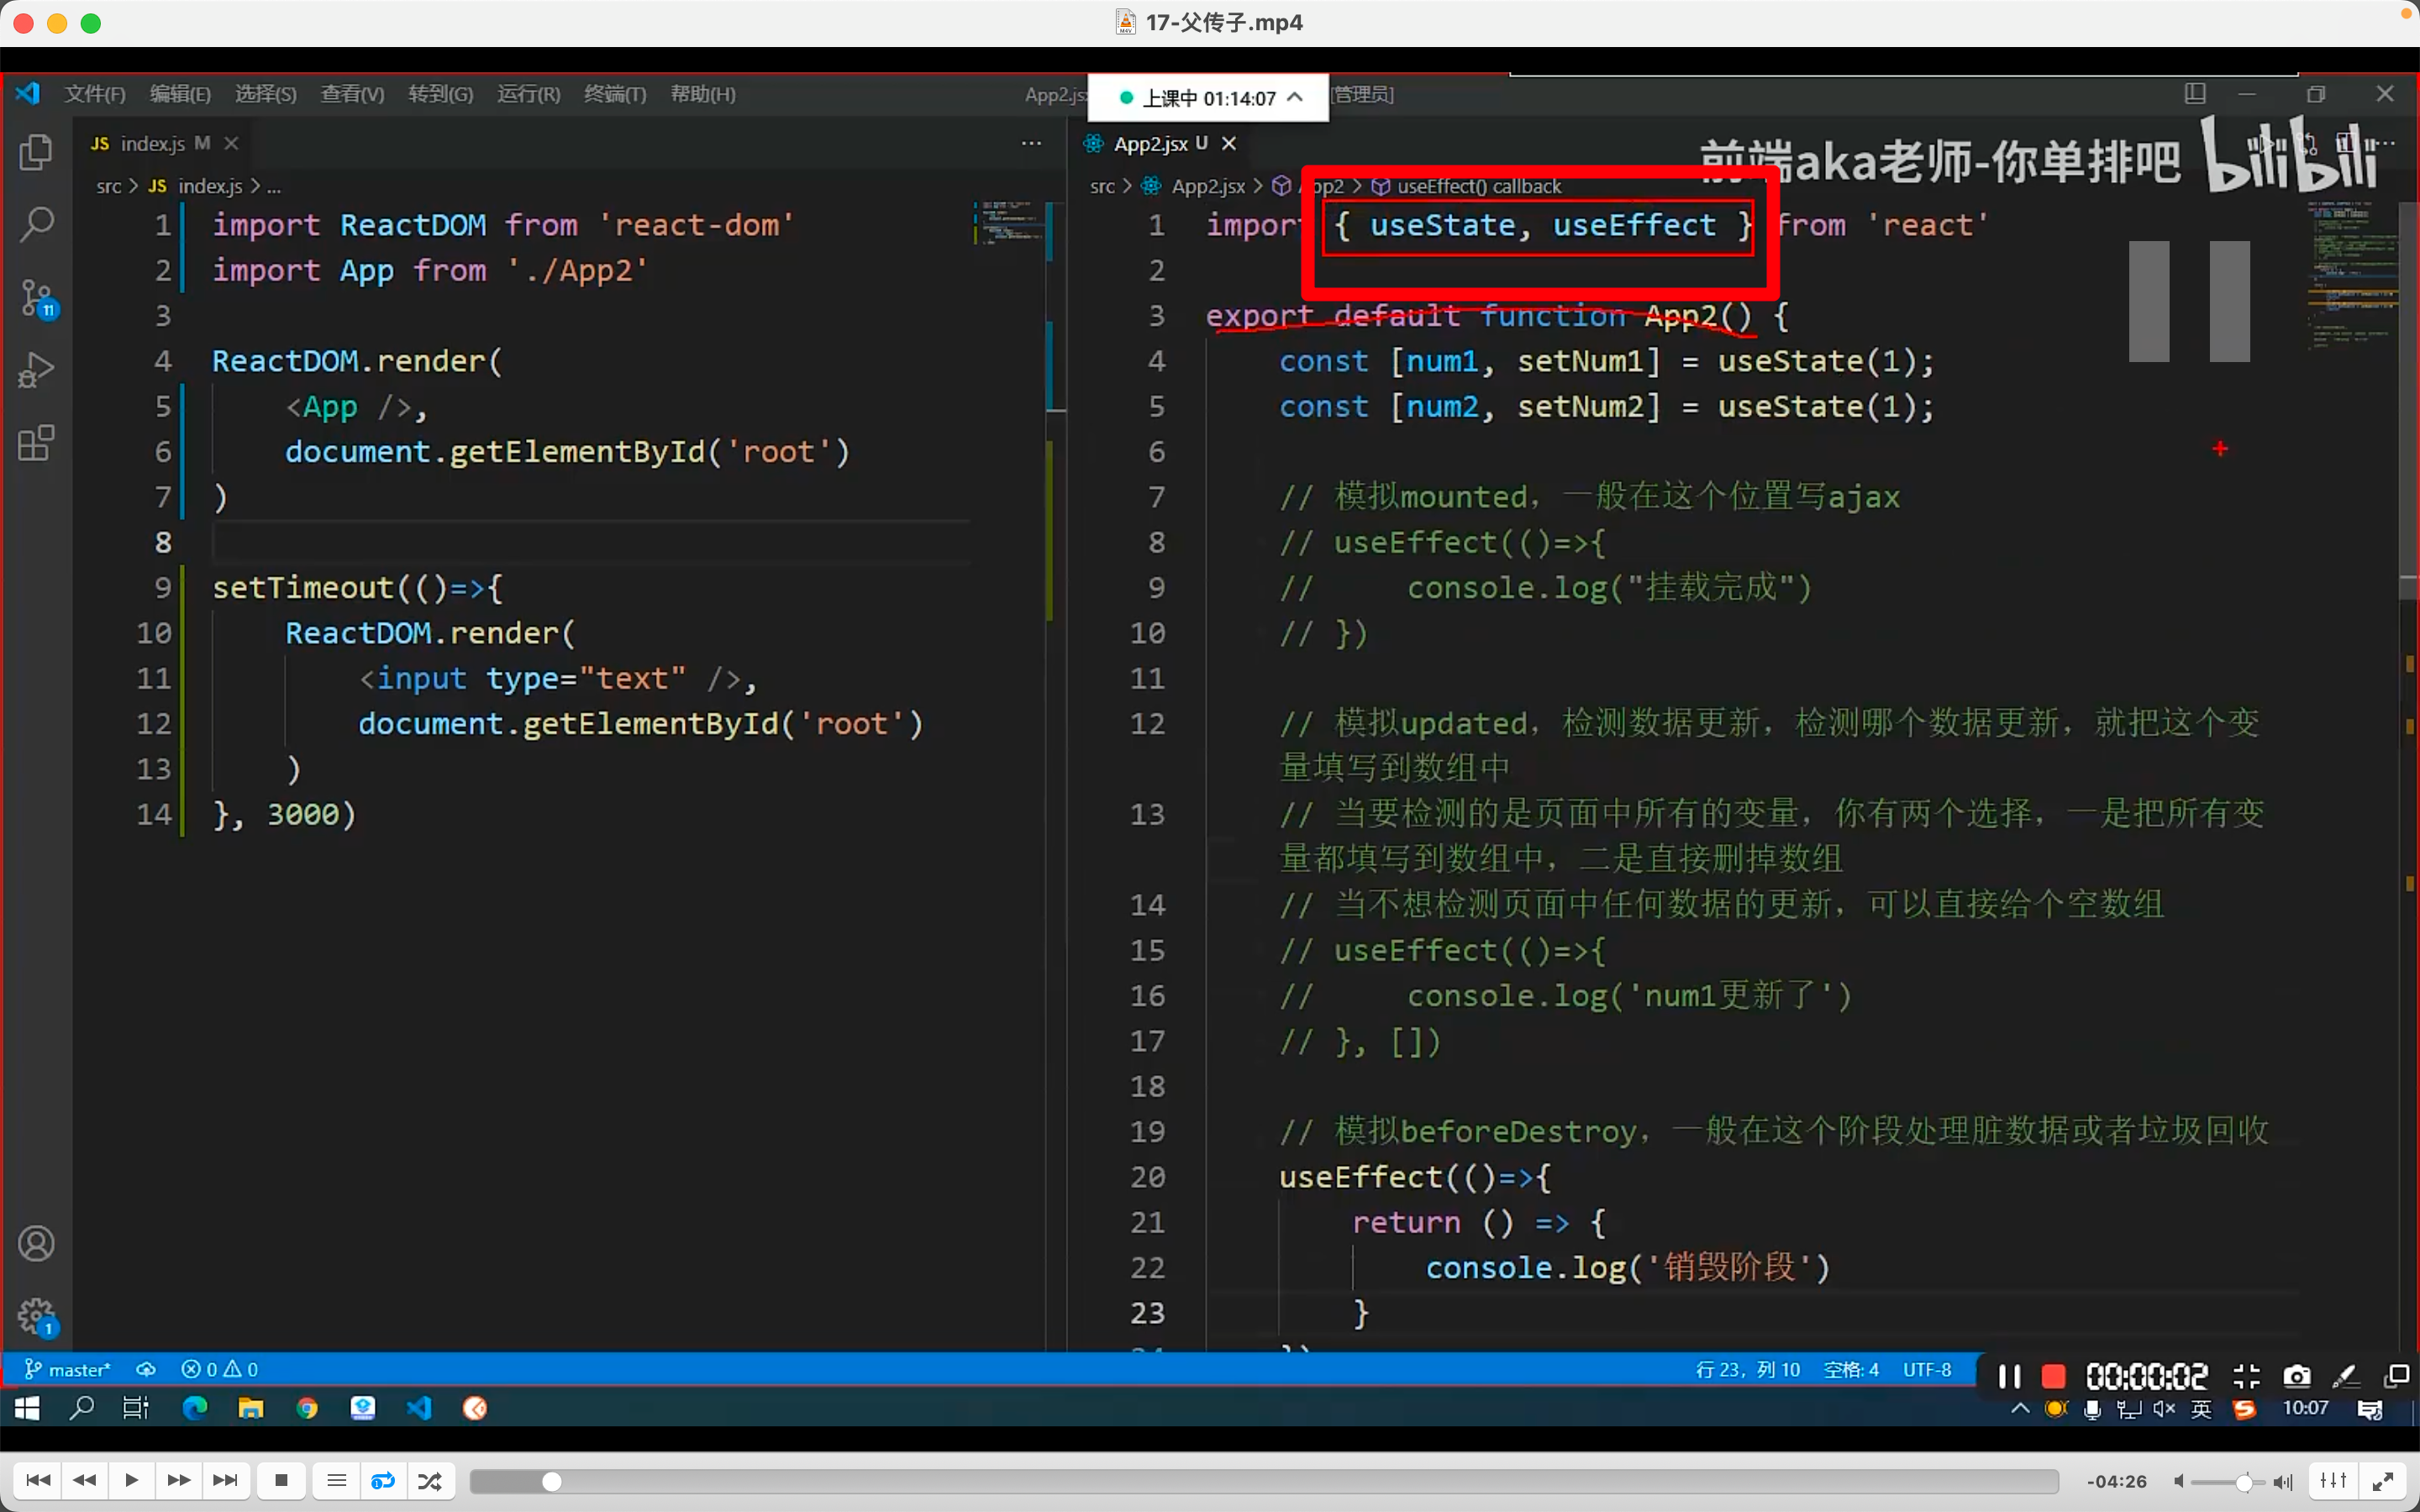 17-父传子.mp4
文件(F) 编辑(E) 选择(S) 查看(V) 转到(G) 运行(R) 终端(T) 帮助(H)
App2.js
上课中 01:14:07
[管理员]
JS index.js M
App2.jsx U
前端aka老师-你单排吧 bilibili
src > JS index.js > ...
src > App2.jsx > App2 > useEffect() callback
1 import ReactDOM from 'react-dom'
2 import App from './App2'
3
4 ReactDOM.render(
5 <App />,
6 document.getElementById('root')
7 )
8
9 setTimeout(()=>{
10 ReactDOM.render(
11 <input type="text" />,
12 document.getElementById('root')
13 )
14 }, 3000)
1 import { useState, useEffect } from 'react'
2
3 export default function App2() {
4 const [num1, setNum1] = useState(1);
5 const [num2, setNum2] = useState(1);
6
7 // 模拟mounted，一般在这个位置写ajax
8 // useEffect(()=>{
9 // console.log("挂载完成")
10 // })
11
12 // 模拟updated，检测数据更新，检测哪个数据更新，就把这个变
量填写到数组中
13 // 当要检测的是页面中所有的变量，你有两个选择，一是把所有变
量都填写到数组中，二是直接删掉数组
14 // 当不想检测页面中任何数据的更新，可以直接给个空数组
15 // useEffect(()=>{
16 // console.log('num1更新了')
17 // }, [])
18
19 // 模拟beforeDestroy，一般在这个阶段处理脏数据或者垃圾回收
20 useEffect(()=>{
21 return () => {
22 console.log('销毁阶段')
23 }
11
1
master* 0 0
行 23，列 10 空格: 4 UTF-8
00:00:02
英 10:07
-04:26